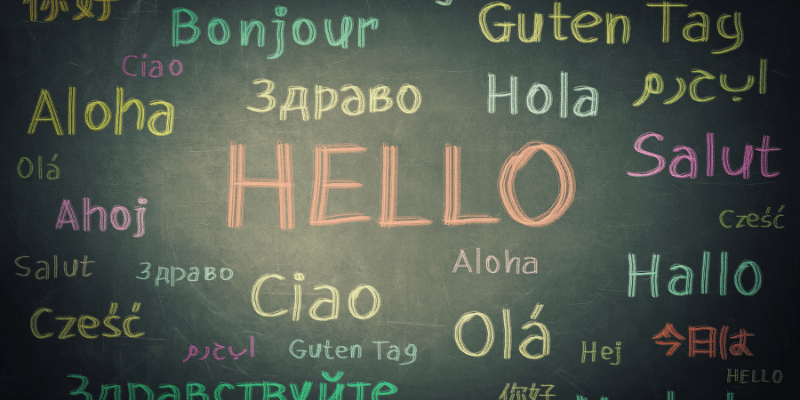 你好
Bonjour
Guten Tag
Ciao
Aloha
Здраво
Hola
ابحرم
Olá
HELLO
Salut
Ahoj
Cześć
Salut
Здраво
Aloha
Hallo
Ciao
Cześć
Olá
ابحرم
Guten Tag
Hej
今日は
HELLO
Здравствуйте
你好